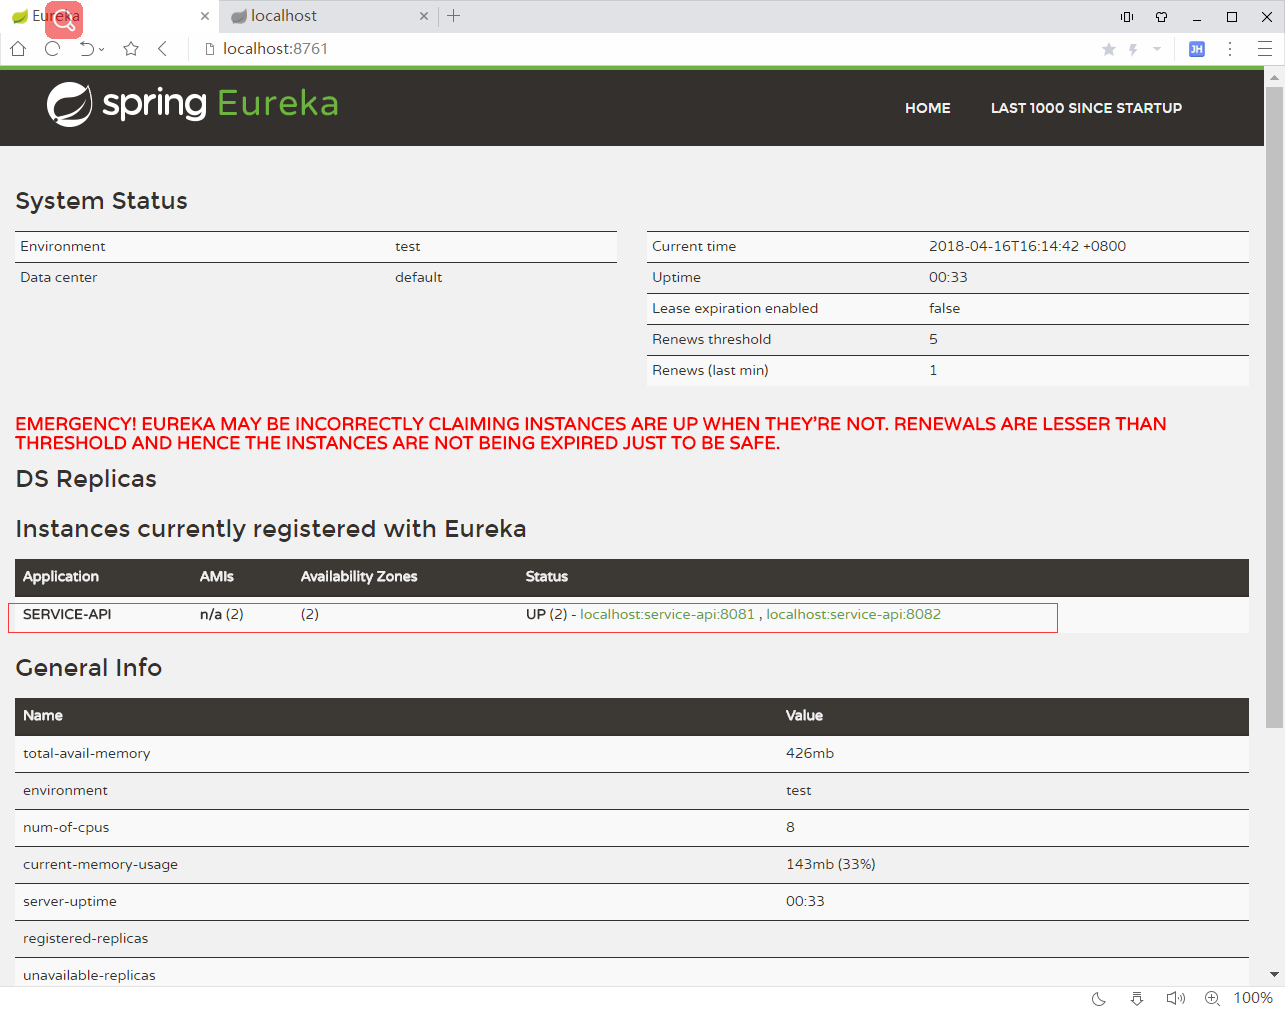 Eureka
localhost
localhost:8761
JH
spring Eureka
HOME LAST 1000 SINCE STARTUP
System Status
Environment test
Data center default
Current time 2018-04-16T16:14:42 +0800
Uptime 00:33
Lease expiration enabled false
Renews threshold 5
Renews (last min) 1
EMERGENCY! EUREKA MAY BE INCORRECTLY CLAIMING INSTANCES ARE UP WHEN THEY'RE NOT. RENEWALS ARE LESSER THAN
THRESHOLD AND HENCE THE INSTANCES ARE NOT BEING EXPIRED JUST TO BE SAFE.
DS Replicas
Instances currently registered with Eureka
Application AMIs Availability Zones Status
SERVICE-API n/a (2) (2) UP (2) - localhost:service-api:8081 , localhost:service-api:8082
General Info
Name Value
total-avail-memory 426mb
environment test
num-of-cpus 8
current-memory-usage 143mb (33%)
server-uptime 00:33
registered-replicas
unavailable-replicas
100%